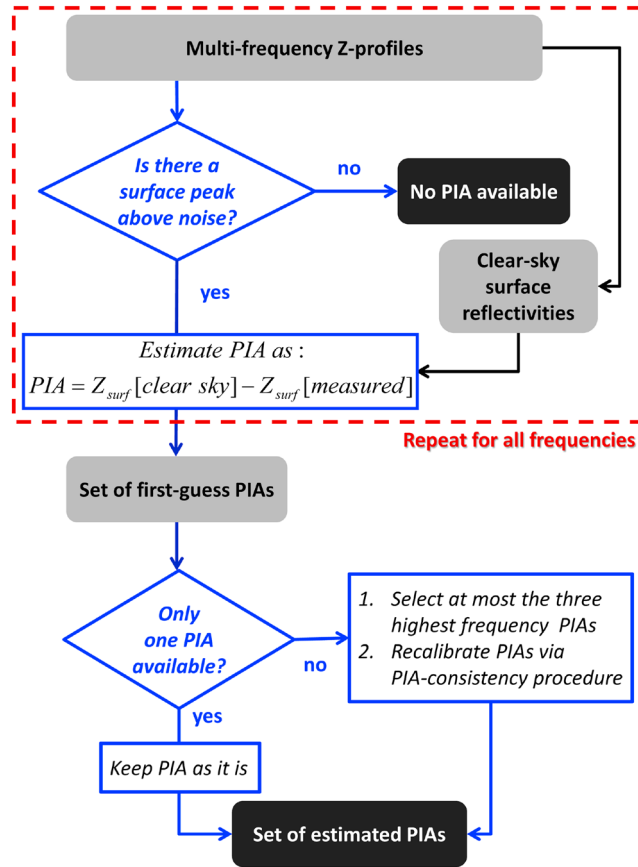 Multi-frequency Z-profiles
Is there a
surface peak
above noise?
no
No PIA available
yes
Clear-sky
surface
reflectivities
Estimate PIA as :
PIA = Z_surf [clear sky] − Z_surf [measured]
Repeat for all frequencies
Set of first-guess PIAs
Only
one PIA
available?
no
1. Select at most the three
highest frequency PIAs
2. Recalibrate PIAs via
PIA-consistency procedure
yes
Keep PIA as it is
Set of estimated PIAs